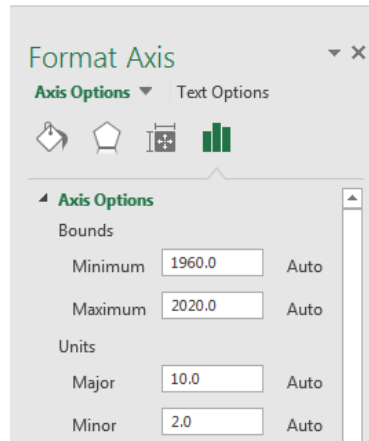 Format Axis
Axis Options Text Options
Axis Options
Bounds
Minimum 1960.0 Auto
Maximum 2020.0 Auto
Units
Major 10.0 Auto
Minor 2.0 Auto